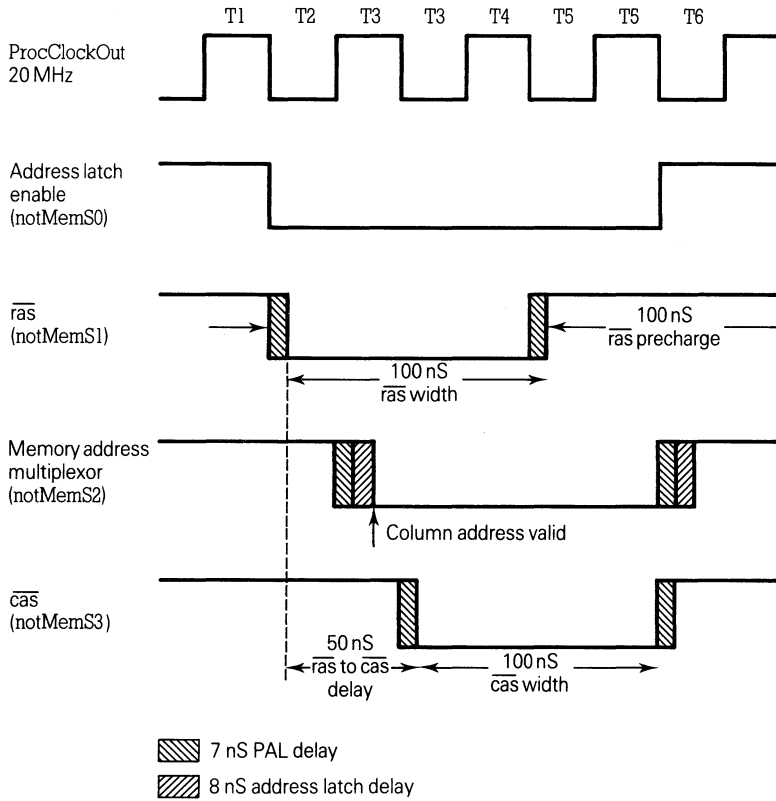 T1 T2 T3 T3 T4 T5 T5 T6
ProcClockOut
20 MHz
Address latch
enable
(notMemS0)
ras
(notMemS1)
100 nS
ras precharge
100 nS
ras width
Memory address
multiplexor
(notMemS2)
Column address valid
cas
(notMemS3)
50 nS
ras to cas
delay
100 nS
cas width
7 nS PAL delay
8 nS address latch delay